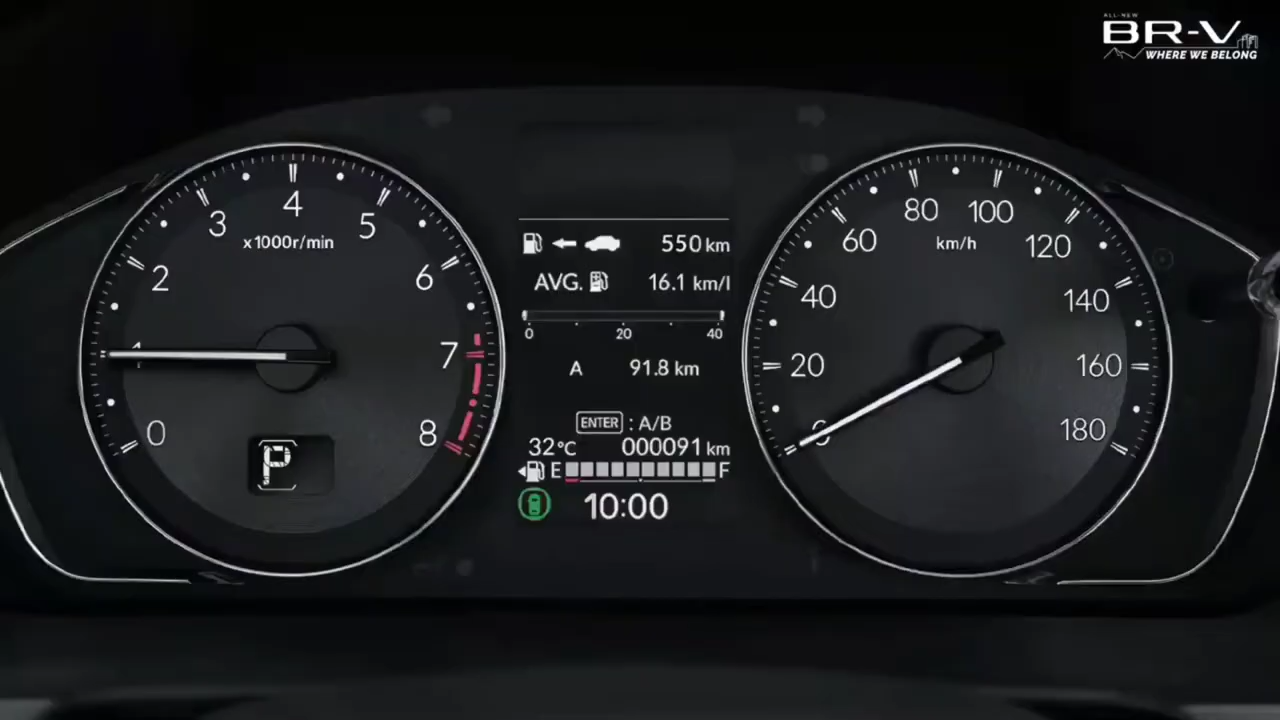 ALL-NEW
BR-V
WHERE WE BELONG
0
1
2
3
4
5
6
7
8
x1000r/min
P
550 km
AVG. 16.1 km/l
0 20 40
A 91.8 km
ENTER : A/B
32°C 000091 km
E F
10:00
0
20
40
60
80
100
120
140
160
180
km/h